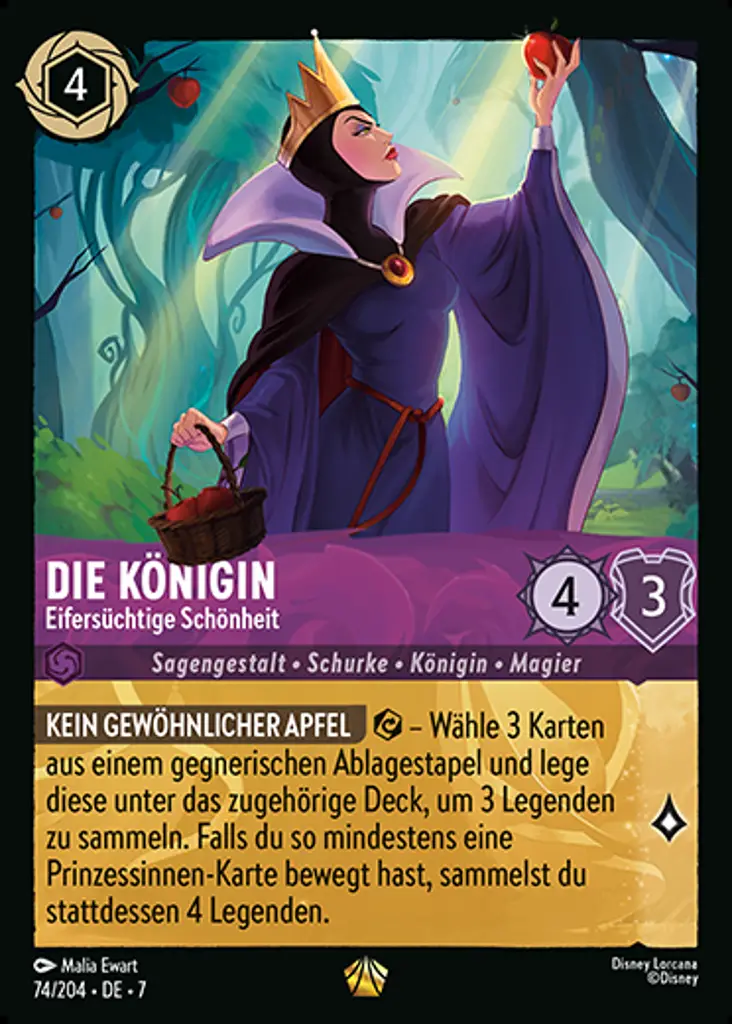 4
DIE KÖNIGIN
Eifersüchtige Schönheit
4
3
Sagengestalt • Schurke • Königin • Magier
KEIN GEWÖHNLICHER APFEL – Wähle 3 Karten
aus einem gegnerischen Ablagestapel und lege
diese unter das zugehörige Deck, um 3 Legenden
zu sammeln. Falls du so mindestens eine
Prinzessinnen-Karte bewegt hast, sammelst du
stattdessen 4 Legenden.
Malia Ewart
74/204 • DE • 7
Disney Lorcana
©Disney